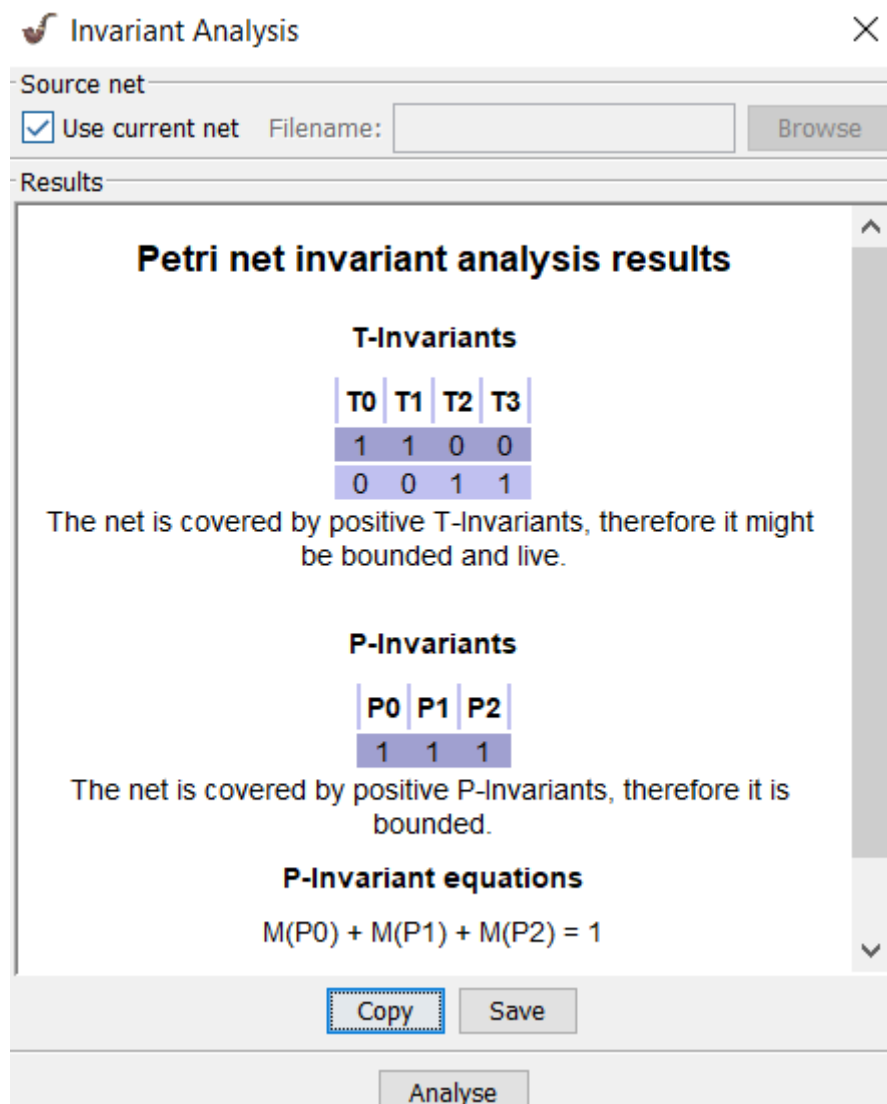 Invariant Analysis
Source net
Use current net Filename: Browse
Results
Petri net invariant analysis results
T-Invariants
T0 T1 T2 T3
1 1 0 0
0 0 1 1
The net is covered by positive T-Invariants, therefore it might
be bounded and live.
P-Invariants
P0 P1 P2
1 1 1
The net is covered by positive P-Invariants, therefore it is
bounded.
P-Invariant equations
M(P0) + M(P1) + M(P2) = 1
Copy Save
Analyse